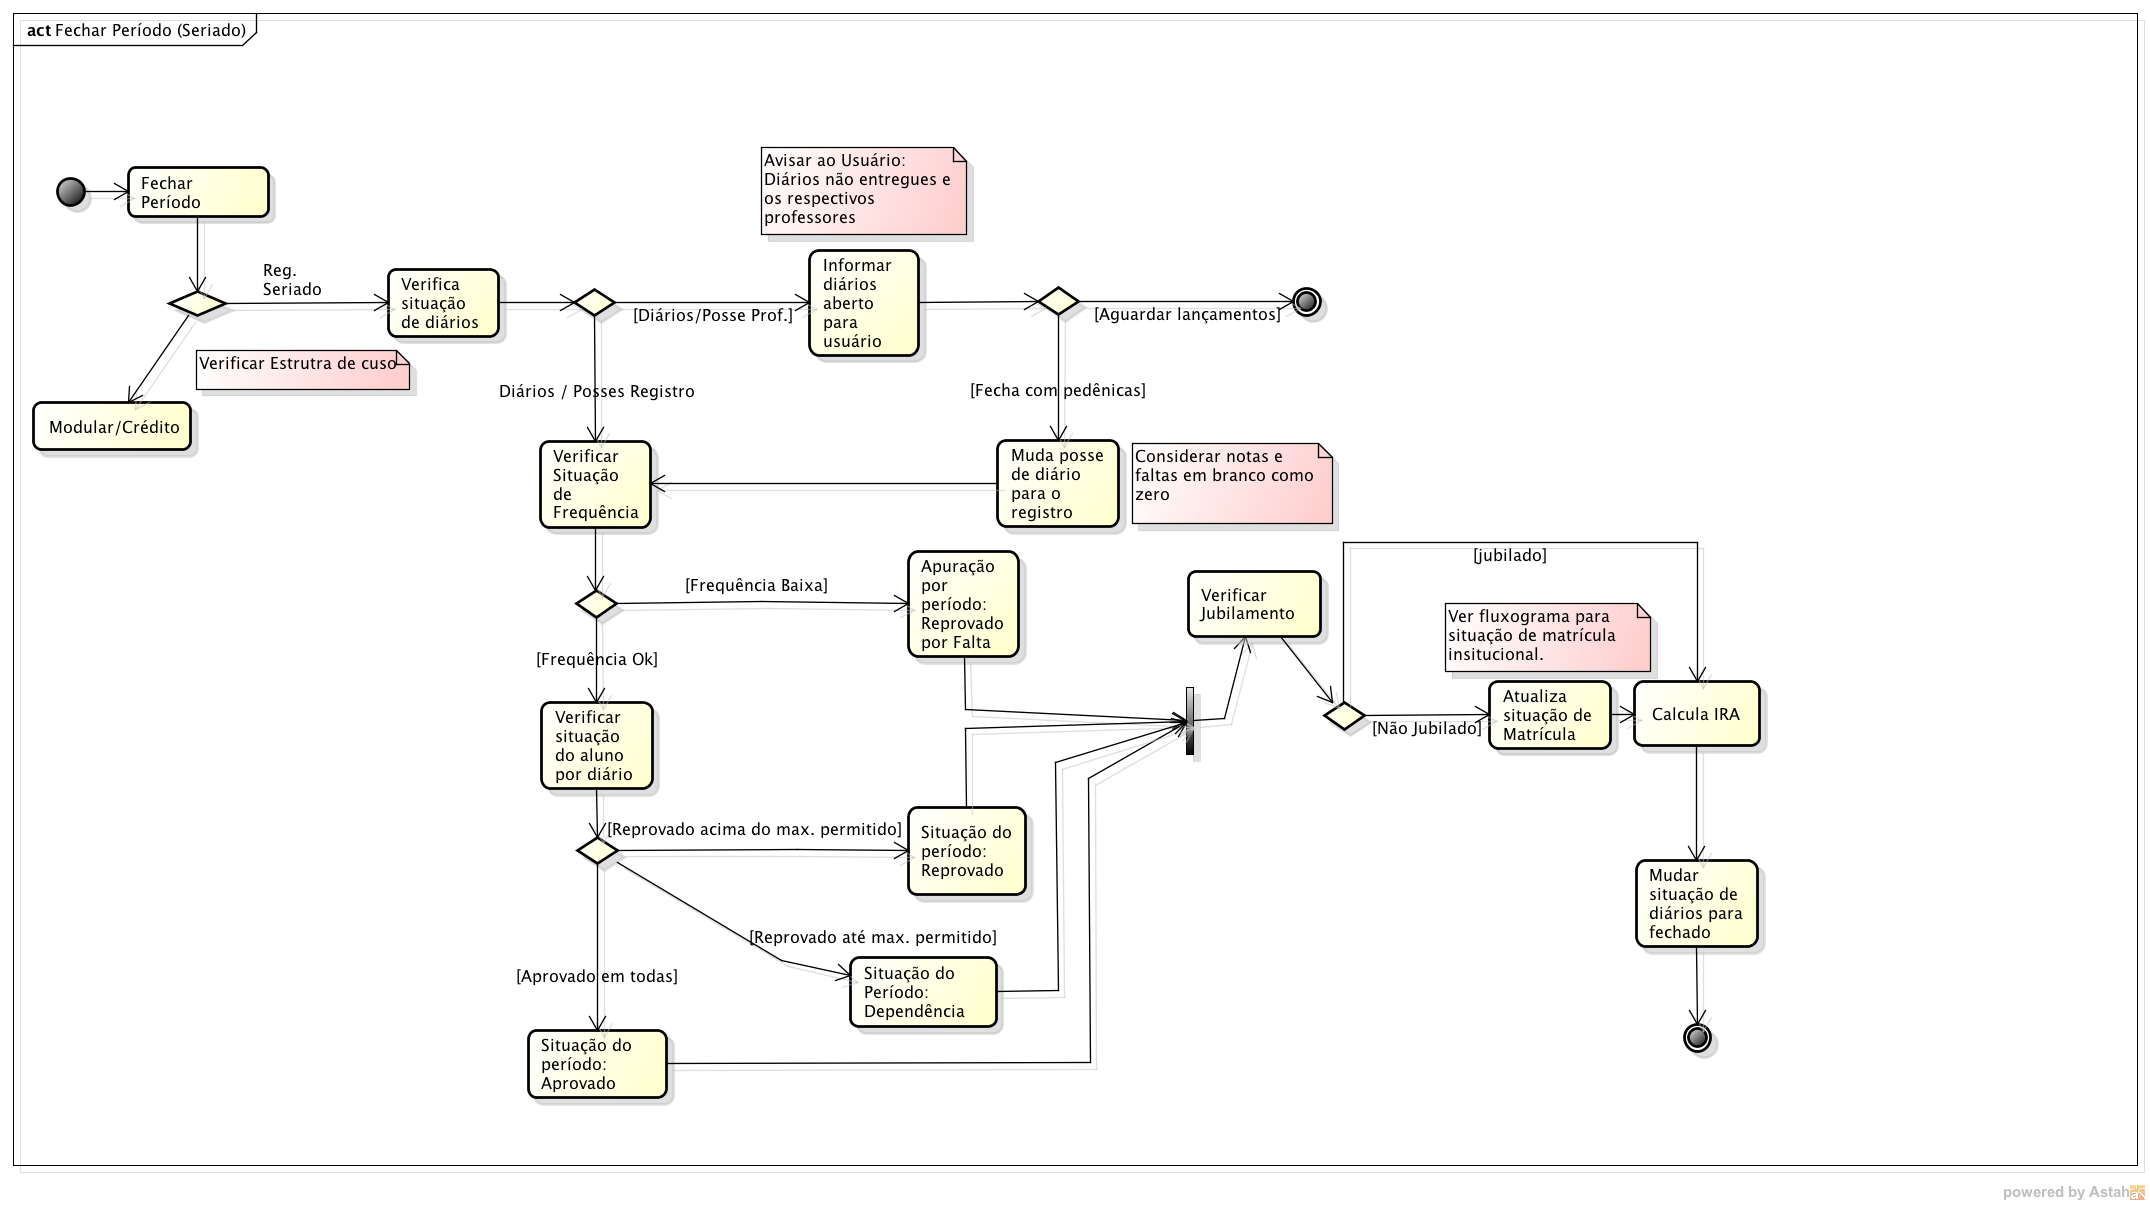 act Fechar Período (Seriado)
Fechar
Período
Reg.
Seriado
Verifica
situação
de diários
Verificar Estrutra de cuso
Modular/Crédito
[Diários/Posse Prof.]
Diários / Posses Registro
Avisar ao Usuário:
Diários não entregues e
os respectivos
professores
Informar
diários
aberto
para
usuário
[Aguardar lançamentos]
[Fecha com pedênicas]
Muda posse
de diário
para o
registro
Considerar notas e
faltas em branco como
zero
Verificar
Situação
de
Frequência
[Frequência Baixa]
[Frequência Ok]
Apuração
por
período:
Reprovado
por Falta
Verificar
situação
do aluno
por diário
[Reprovado acima do max. permitido]
Situação do
período:
Reprovado
[Reprovado até max. permitido]
Situação do
Período:
Dependência
[Aprovado em todas]
Situação do
período:
Aprovado
Verificar
Jubilamento
[jubilado]
[Não Jubilado]
Ver fluxograma para
situação de matrícula
insitucional.
Atualiza
situação de
Matrícula
Calcula IRA
Mudar
situação de
diários para
fechado
powered by Astah